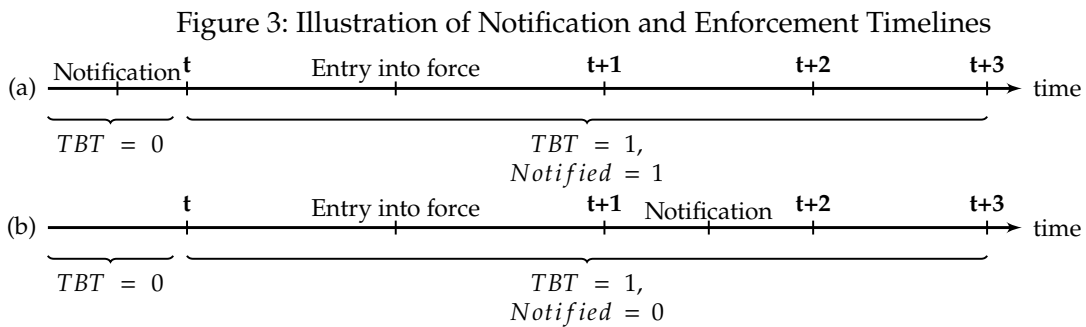 Figure 3: Illustration of Notification and Enforcement Timelines
Notification t Entry into force t+1 t+2 t+3
(a) time
TBT = 0 TBT = 1,
Notified = 1
t Entry into force t+1 Notification t+2 t+3
(b) time
TBT = 0 TBT = 1,
Notified = 0